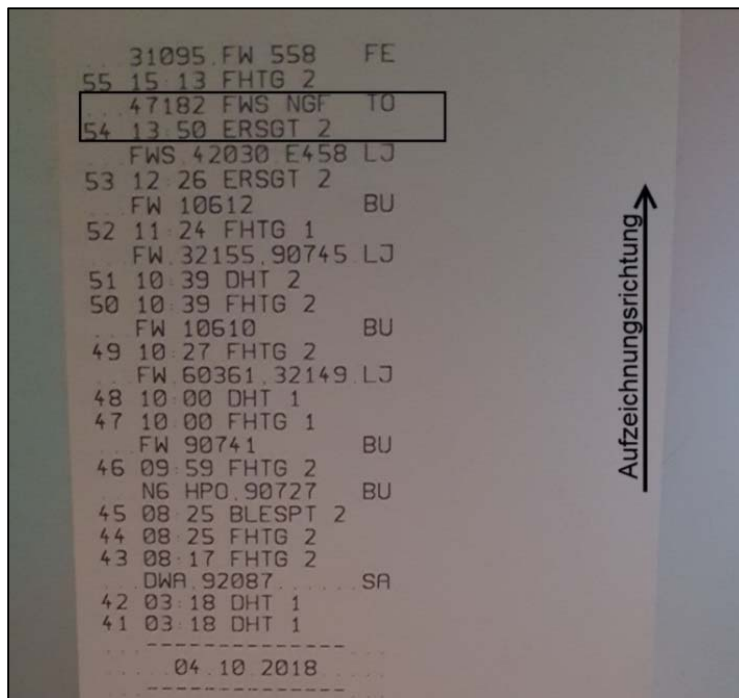 ... 31095.FW 558 FE
55 15:13 FHTG 2
...47182 FWS NGF TO
54 13:50 ERSGT 2
...FWS.42030.E458 LJ
53 12:26 ERSGT 2
...FW 10612 BU
52 11:24 FHTG 1
...FW.32155.90745.LJ
51 10:39 DHT 2
50 10:39 FHTG 2
...FW 10610 BU
49 10:27 FHTG 2
...FW.60361.32149.LJ
48 10:00 DHT 1
47 10:00 FHTG 1
...FW 90741 BU
46 09:59 FHTG 2
...N6 HPO.90727 BU
45 08:25 BLESPT 2
44 08:25 FHTG 2
43 08:17 FHTG 2
...DWA.92087.......SA
42 03:18 DHT 1
41 03:18 DHT 1
---------------
04.10.2018
---------------
Aufzeichnungsrichtung